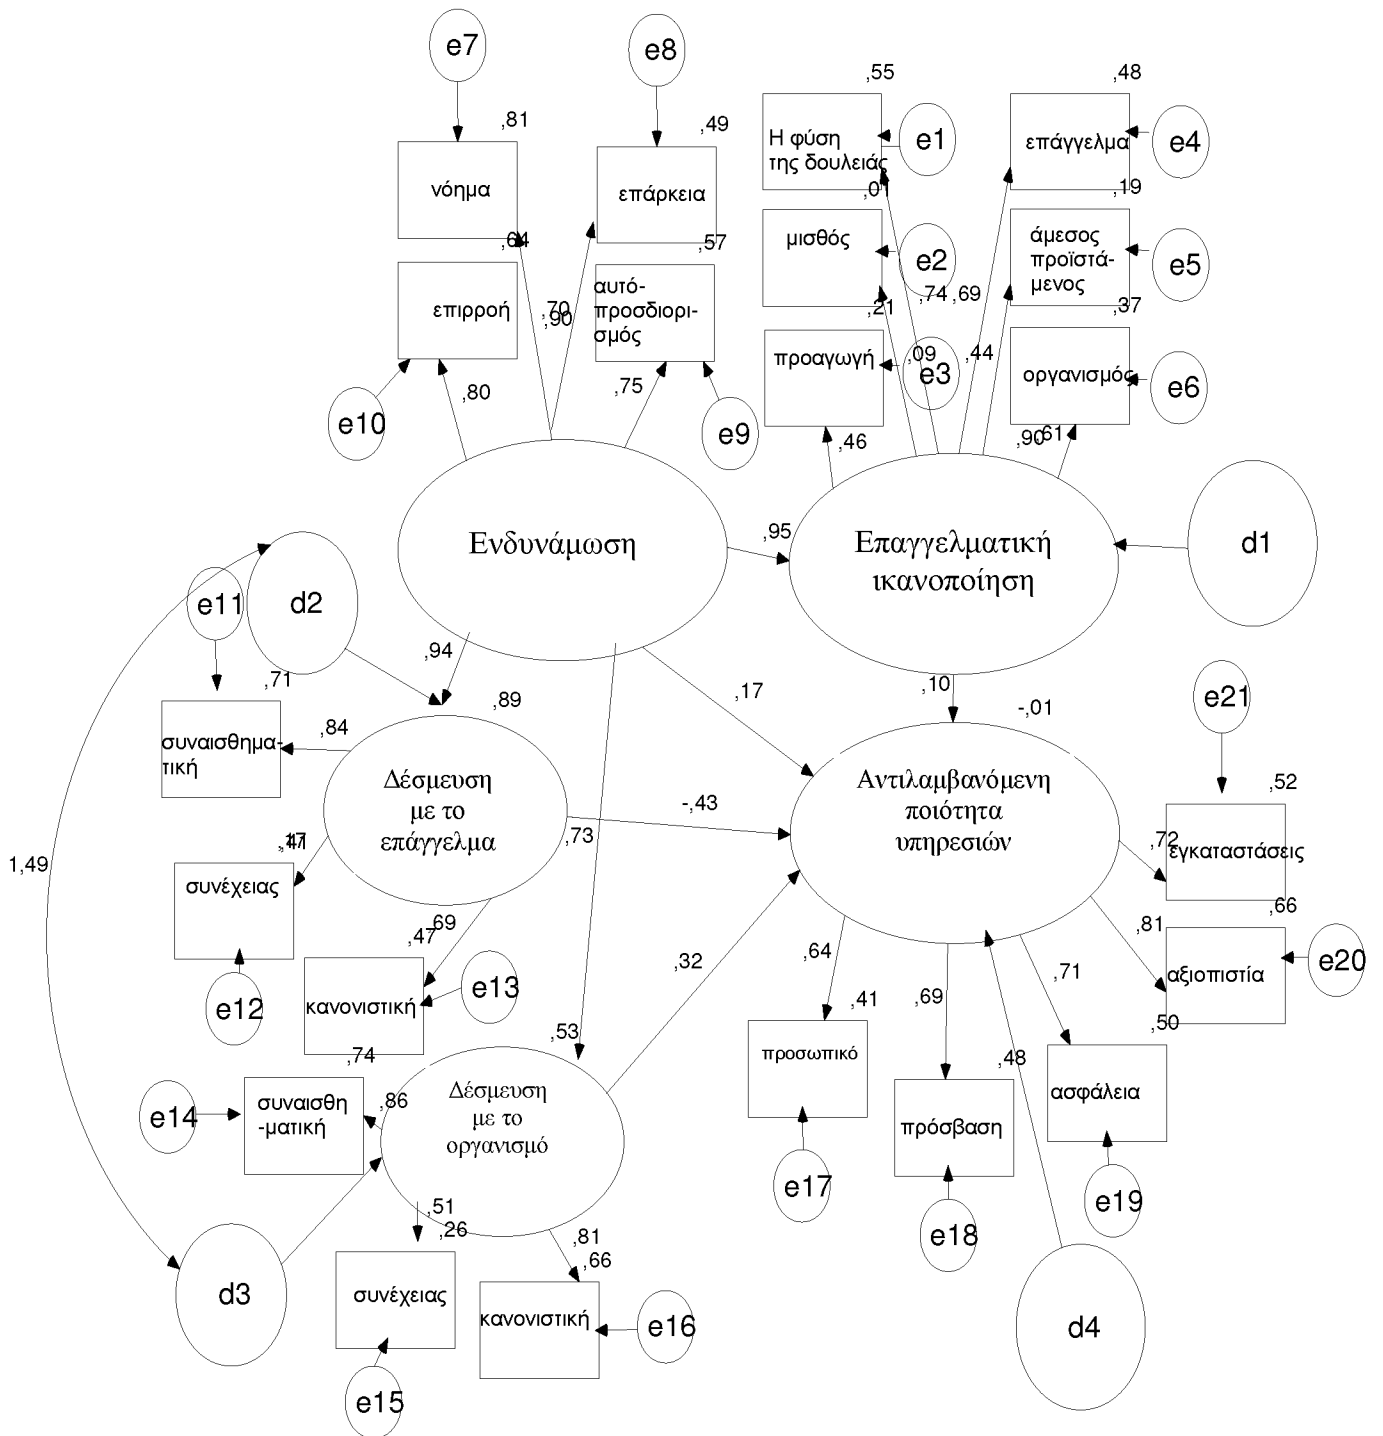 e7
e8
,55
,48
,81
,49
Η φύση
της δουλειάς
e1
επάγγελμα
e4
νόημα
επάρκεια
,01
,19
,64
,57
μισθός
e2
άμεσος
προϊστά-
μενος
e5
επιρροή
αυτό-
προσδιορι-
σμός
,70
,90
,21
,74
,69
,37
προαγωγή
,09
e3
,44
οργανισμός
e6
e10
,80
,75
e9
,46
,90
,61
Ενδυνάμωση
,95
Επαγγελματική
ικανοποίηση
d1
e11
d2
,94
,71
,89
,17
,10
-,01
e21
,84
συναισθημα-
τική
Δέσμευση
με το
επάγγελμα
-,43
Αντιλαμβανόμενη
ποιότητα
υπηρεσιών
,52
,73
,72
εγκαταστάσεις
1,49
,17
,41
συνέχειας
,69
,47
,66
,81
e12
κανονιστική
e13
,32
,64
,71
αξιοπιστία
e20
,41
,69
,50
,53
,74
προσωπικό
,48
e14
συναισθη
-ματική
,86
Δέσμευση
με το
οργανισμό
πρόσβαση
ασφάλεια
e17
e19
,51
,26
,81
,66
e18
d3
συνέχειας
κανονιστική
e16
d4
e15